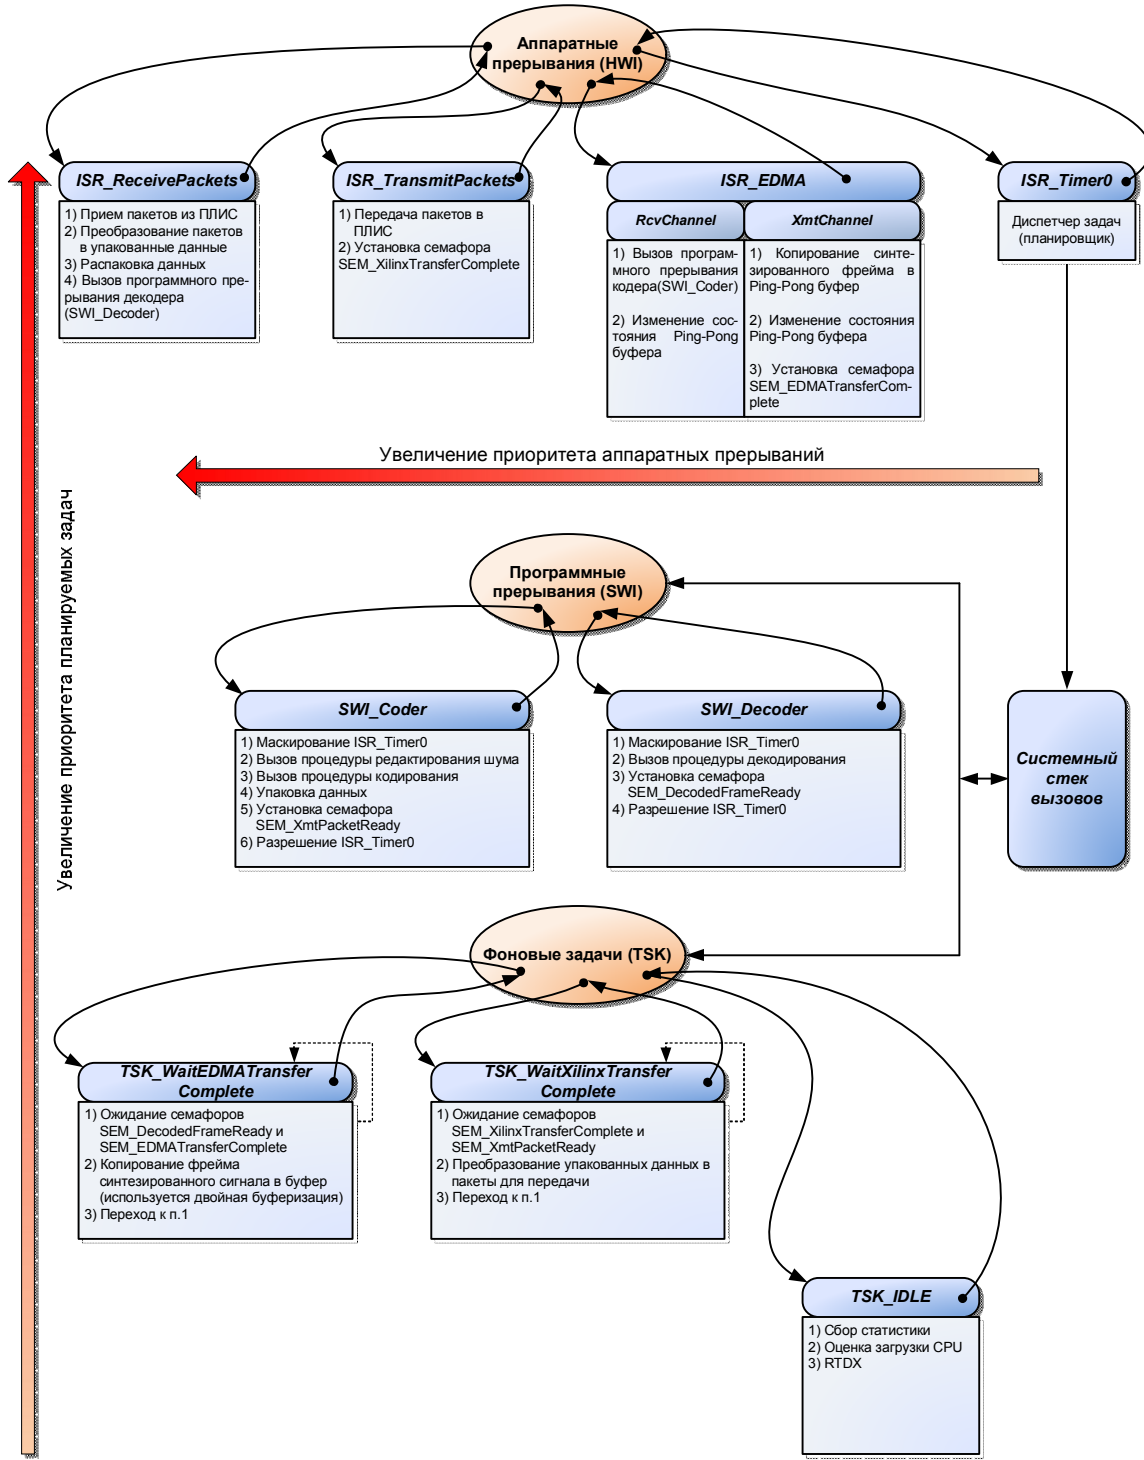 Аппаратные
прерывания (HWI)
ISR_ReceivePackets
1) Прием пакетов из ПЛИС
2) Преобразование пакетов
в упакованные данные
3) Распаковка данных
4) Вызов программного пре-
рывания декодера
(SWI_Decoder)
ISR_TransmitPackets
1) Передача пакетов в
ПЛИС
2) Установка семафора
SEM_XilinxTransferComplete
ISR_EDMA
RcvChannel
1) Вызов програм-
много прерывания
кодера(SWI_Coder)
2) Изменение сос-
тояния Ping-Pong
буфера
XmtChannel
1) Копирование синте-
зированного фрейма в
Ping-Pong буфер
2) Изменение состояния
Ping-Pong буфера
3) Установка семафора
SEM_EDMATransferCom-
plete
ISR_Timer0
Диспетчер задач
(планировщик)
Увеличение приоритета аппаратных прерываний
Увеличение приоритета планируемых задач
Программные
прерывания (SWI)
SWI_Coder
1) Маскирование ISR_Timer0
2) Вызов процедуры редактирования шума
3) Вызов процедуры кодирования
4) Упаковка данных
5) Установка семафора
SEM_XmtPacketReady
6) Разрешение ISR_Timer0
SWI_Decoder
1) Маскирование ISR_Timer0
2) Вызов процедуры декодирования
3) Установка семафора
SEM_DecodedFrameReady
4) Разрешение ISR_Timer0
Системный
стек
вызовов
Фоновые задачи (TSK)
TSK_WaitEDMATransfer
Complete
1) Ожидание семафоров
SEM_DecodedFrameReady и
SEM_EDMATransferComplete
2) Копирование фрейма
синтезированного сигнала в буфер
(используется двойная буферизация)
3) Переход к п.1
TSK_WaitXilinxTransfer
Complete
1) Ожидание семафоров
SEM_XilinxTransferComplete и
SEM_XmtPacketReady
2) Преобразование упакованных данных в
пакеты для передачи
3) Переход к п.1
TSK_IDLE
1) Сбор статистики
2) Оценка загрузки CPU
3) RTDX